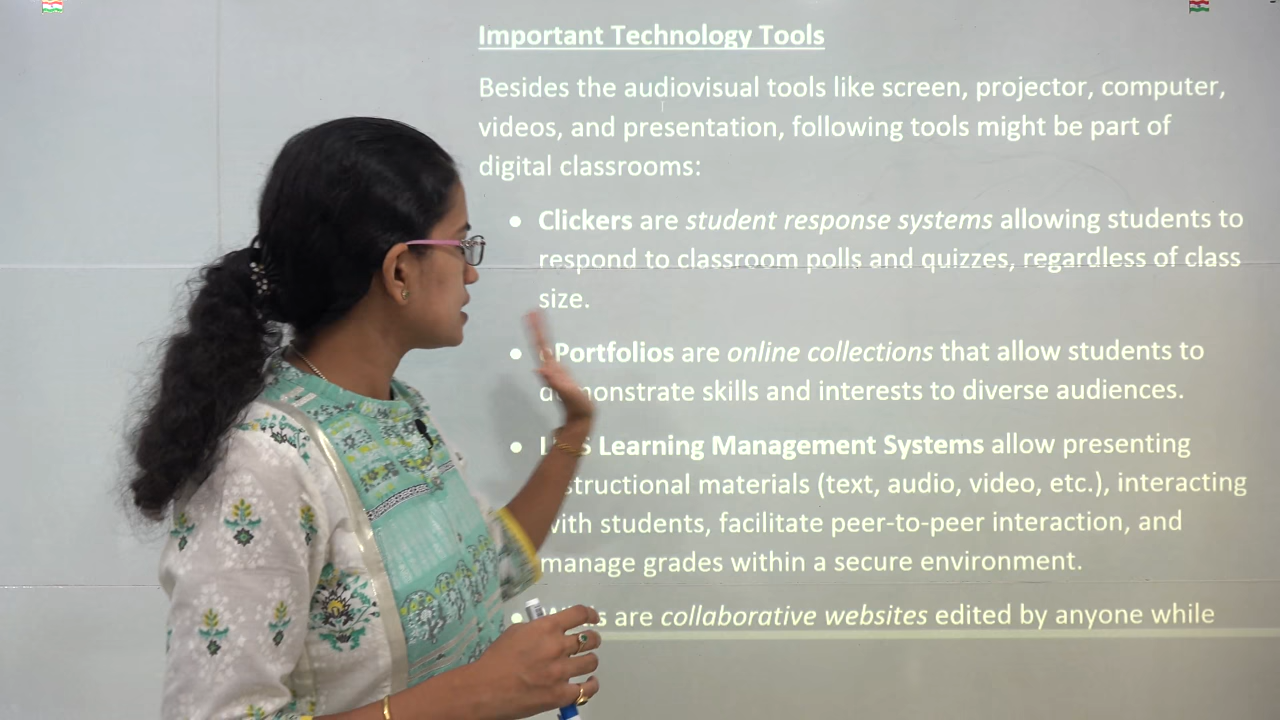 Important Technology Tools
Besides the audiovisual tools like screen, projector, computer,
videos, and presentation, following tools might be part of
digital classrooms:
• Clickers are student response systems allowing students to
respond to classroom polls and quizzes, regardless of class
size.
• ePortfolios are online collections that allow students to
demonstrate skills and interests to diverse audiences.
• Learning Management Systems allow presenting
instructional materials (text, audio, video, etc.), interacting
with students, facilitate peer-to-peer interaction, and
manage grades within a secure environment.
• are collaborative websites edited by anyone while